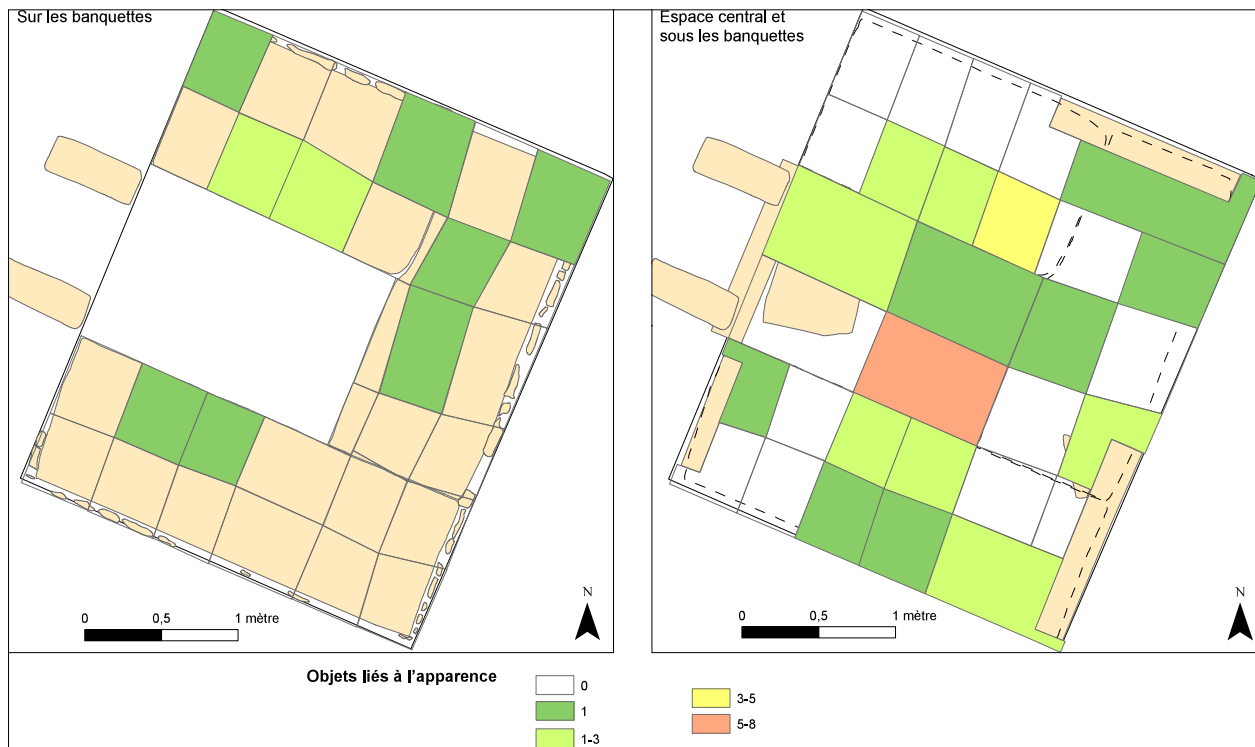 Sur les banquettes
Espace central et
sous les banquettes
N
0 0,5 1 mètre
N
0 0,5 1 mètre
Objets liés à l'apparence
0
1
1-3
3-5
5-8